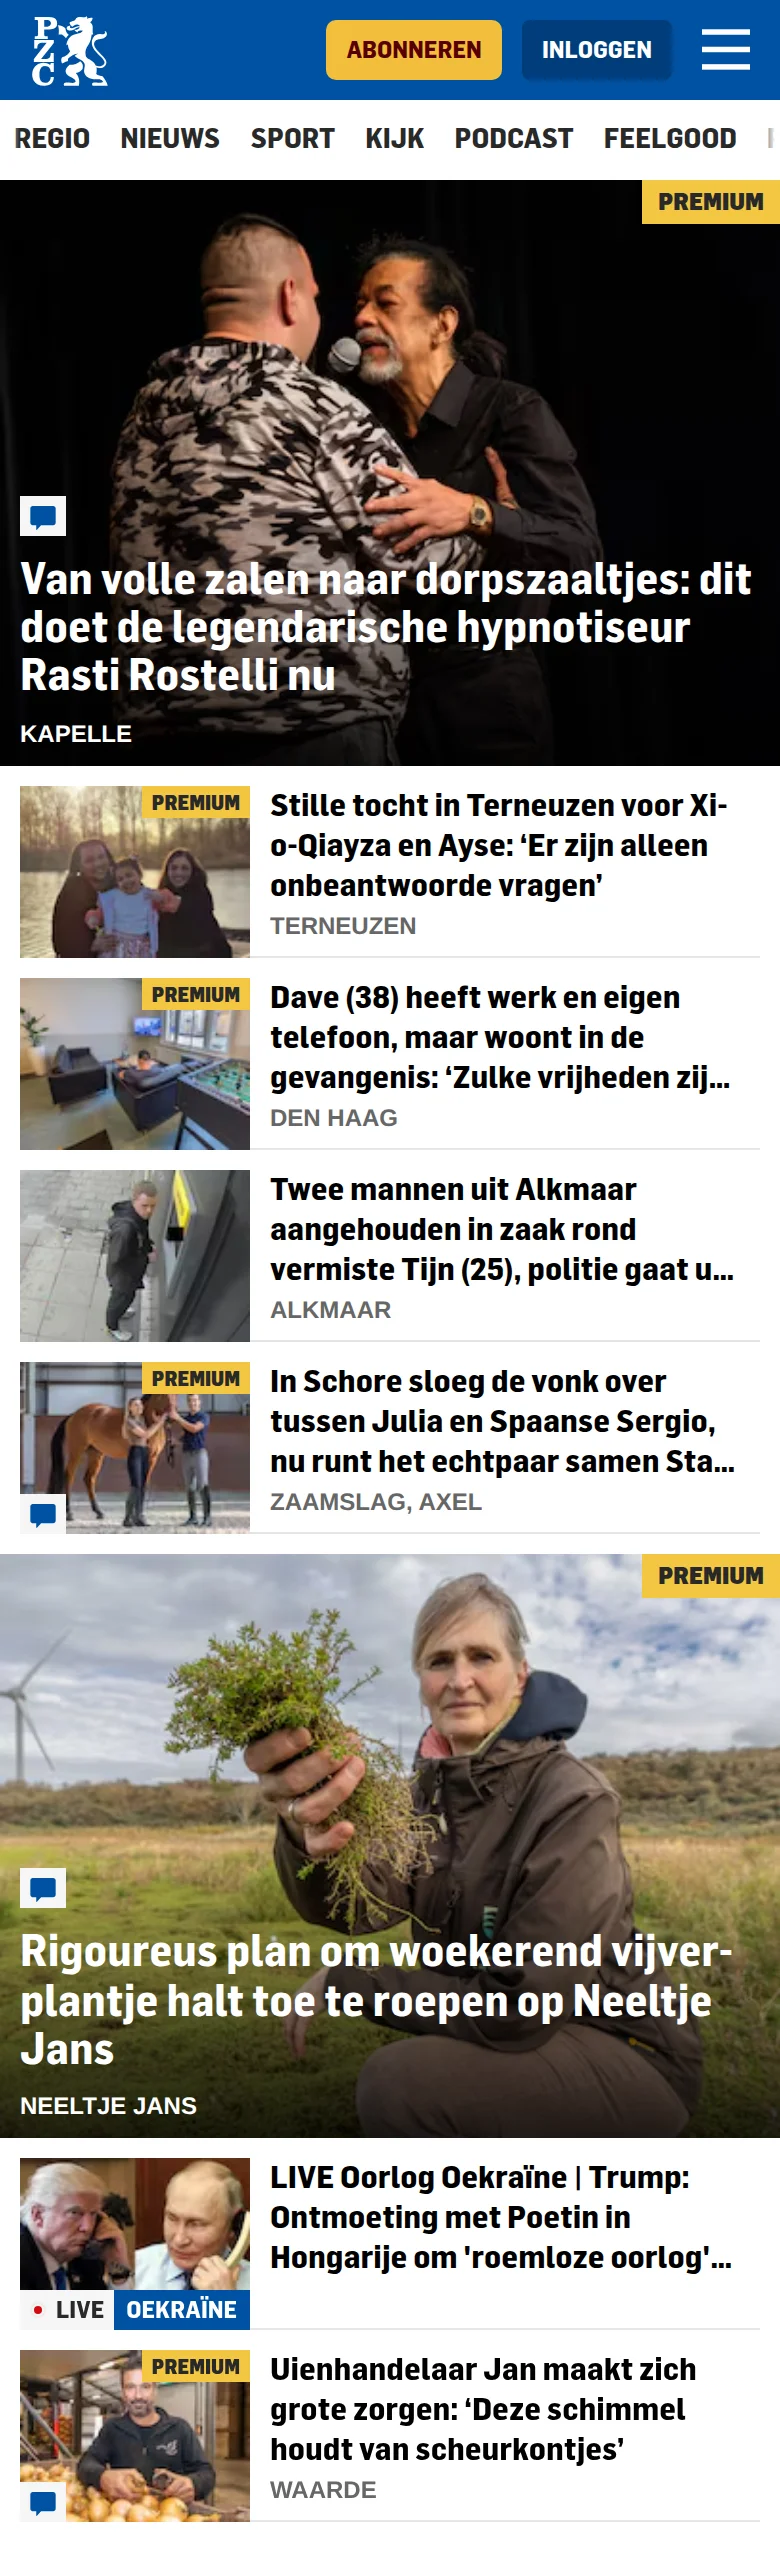 PZC
ABONNEREN
INLOGGEN
REGIO NIEUWS SPORT KIJK PODCAST FEELGOOD
PREMIUM
Van volle zalen naar dorpszaaltjes: dit
doet de legendarische hypnotiseur
Rasti Rostelli nu
KAPELLE
PREMIUM
Stille tocht in Terneuzen voor Xi-
o-Qiayza en Ayse: ‘Er zijn alleen
onbeantwoorde vragen’
TERNEUZEN
PREMIUM
Dave (38) heeft werk en eigen
telefoon, maar woont in de
gevangenis: ‘Zulke vrijheden zij...
DEN HAAG
Twee mannen uit Alkmaar
aangehouden in zaak rond
vermiste Tijn (25), politie gaat u...
ALKMAAR
PREMIUM
In Schore sloeg de vonk over
tussen Julia en Spaanse Sergio,
nu runt het echtpaar samen Sta...
ZAAMSLAG, AXEL
PREMIUM
Rigoureus plan om woekerend vijver-
plantje halt toe te roepen op Neeltje
Jans
NEELTJE JANS
LIVE Oorlog Oekraïne | Trump:
Ontmoeting met Poetin in
Hongarije om 'roemloze oorlog'...
LIVE OEKRAÏNE
PREMIUM
Uienhandelaar Jan maakt zich
grote zorgen: ‘Deze schimmel
houdt van scheurkontjes’
WAARDE